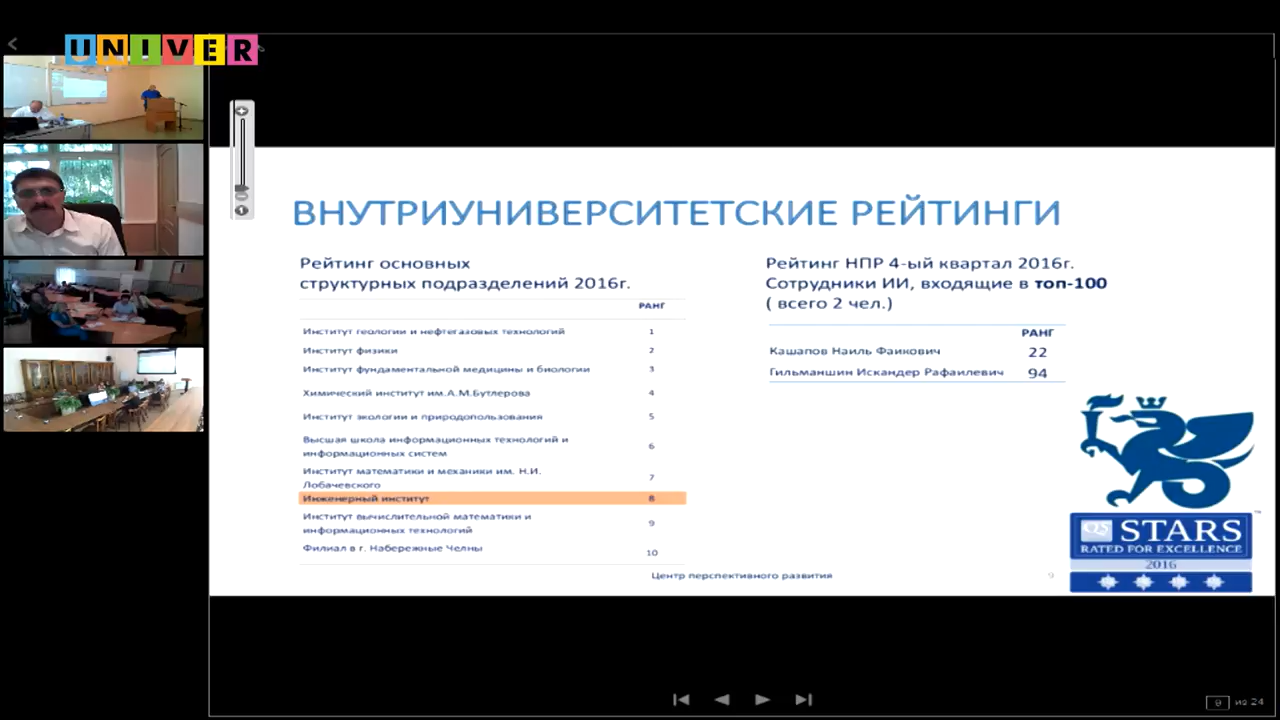 UNIVER
ВНУТРИУНИВЕРСИТЕТСКИЕ РЕЙТИНГИ
Рейтинг основных
структурных подразделений 2016г.
РАНГ
Институт геологии и нефтегазовых технологий 1
Институт физики 2
Институт фундаментальной медицины и биологии 3
Химический институт им.А.М.Бутлерова 4
Институт экологии и природопользования 5
Высшая школа информационных технологий и
информационных систем 6
Институт математики и механики им. Н.И.
Лобачевского 7
Инженерный институт 8
Институт вычислительной математики и
информационных технологий 9
Филиал в г. Набережные Челны 10
Рейтинг НПР 4-ый квартал 2016г.
Сотрудники ИИ, входящие в топ-100
( всего 2 чел.)
РАНГ
Кашапов Наиль Фаикович 22
Гильманшин Искандер Рафаилевич 94
QS STARS
RATED FOR EXCELLENCE
2016
Центр перспективного развития 9
9 из 24